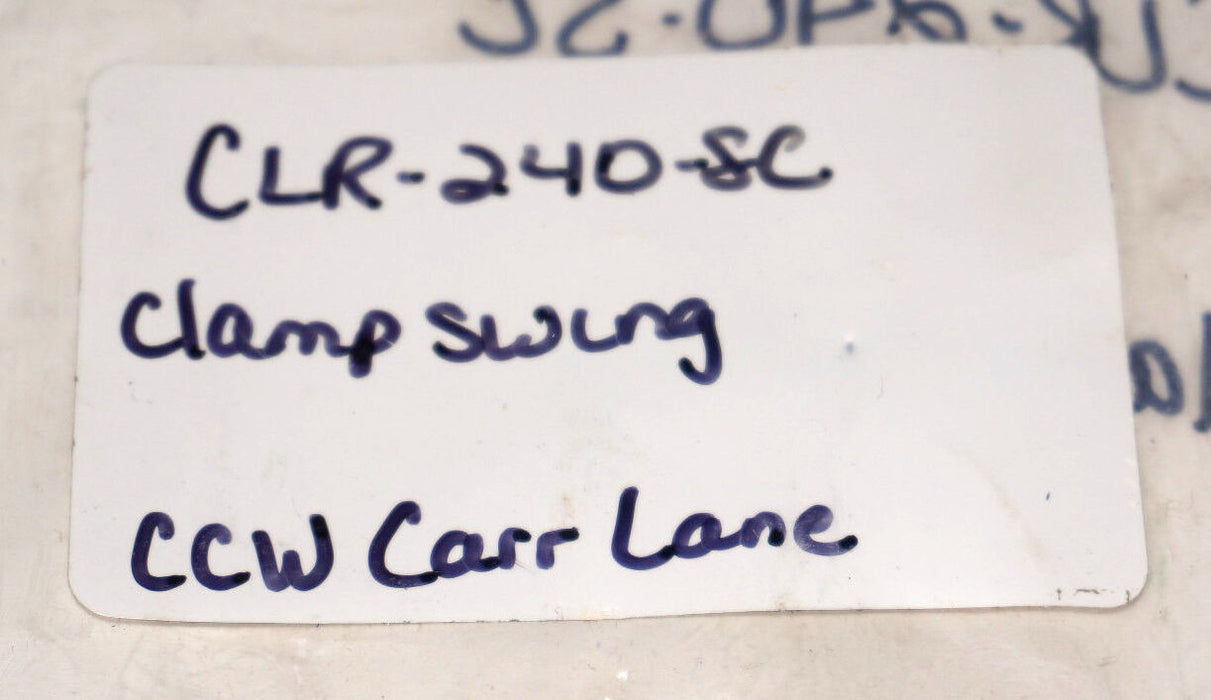 CLR-240-SC
Clamp swing
CCW Carr Lane